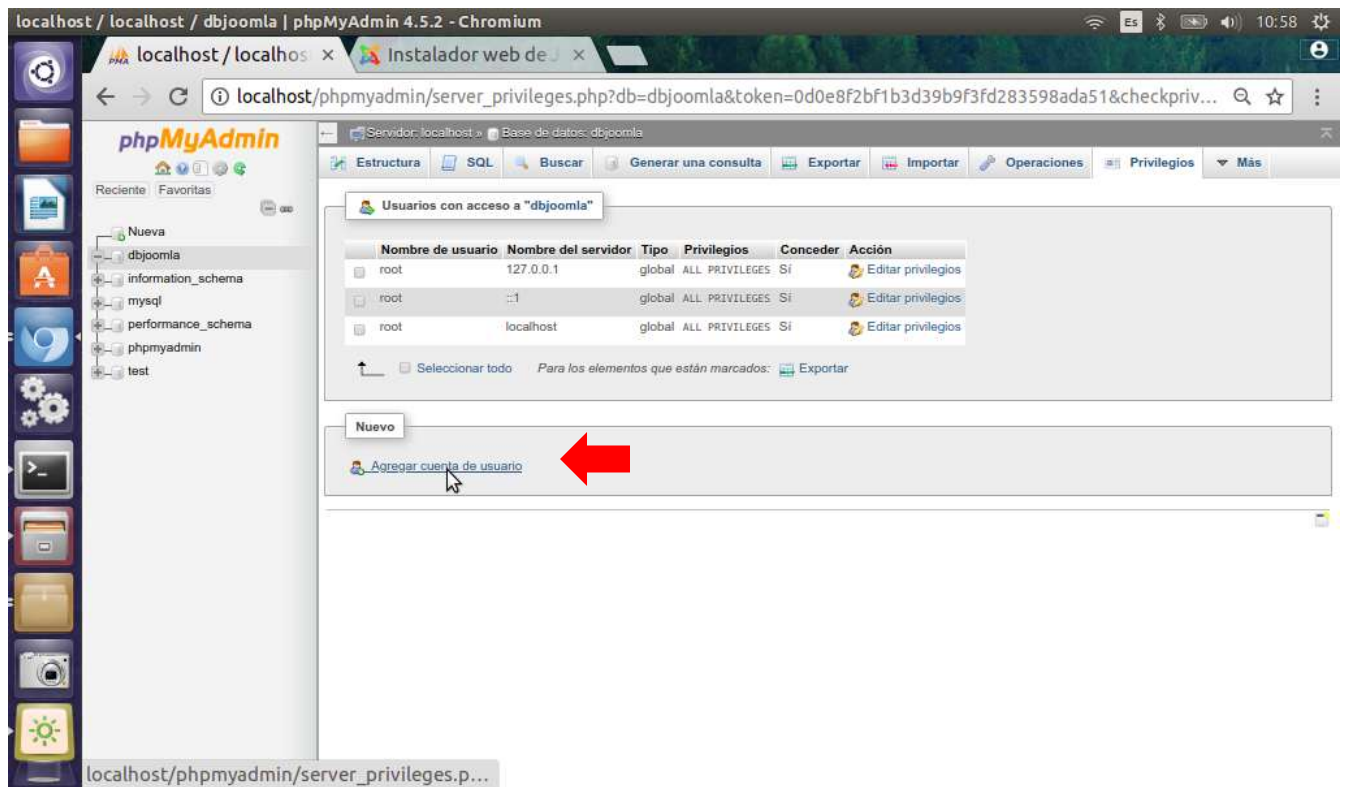 localhost / localhost / dbjoomla | phpMyAdmin 4.5.2 - Chromium Es 10:58
localhost / localhos × Instalador web de J ×
localhost/phpmyadmin/server_privileges.php?db=dbjoomla&token=0d0e8f2bf1b3d39b9f3fd283598ada51&checkpriv...
phpMyAdmin
Servidor: localhost » Base de datos: dbjoomla
Estructura SQL Buscar Generar una consulta Exportar Importar Operaciones Privilegios Más
Reciente Favoritas
Nueva
dbjoomla
information_schema
mysql
performance_schema
phpmyadmin
test
Usuarios con acceso a "dbjoomla"
Nombre de usuario Nombre del servidor Tipo Privilegios Conceder Acción
root 127.0.0.1 global ALL PRIVILEGES Sí Editar privilegios
root ::1 global ALL PRIVILEGES Sí Editar privilegios
root localhost global ALL PRIVILEGES Sí Editar privilegios
Seleccionar todo Para los elementos que están marcados: Exportar
Nuevo
Agregar cuenta de usuario
localhost/phpmyadmin/server_privileges.p...